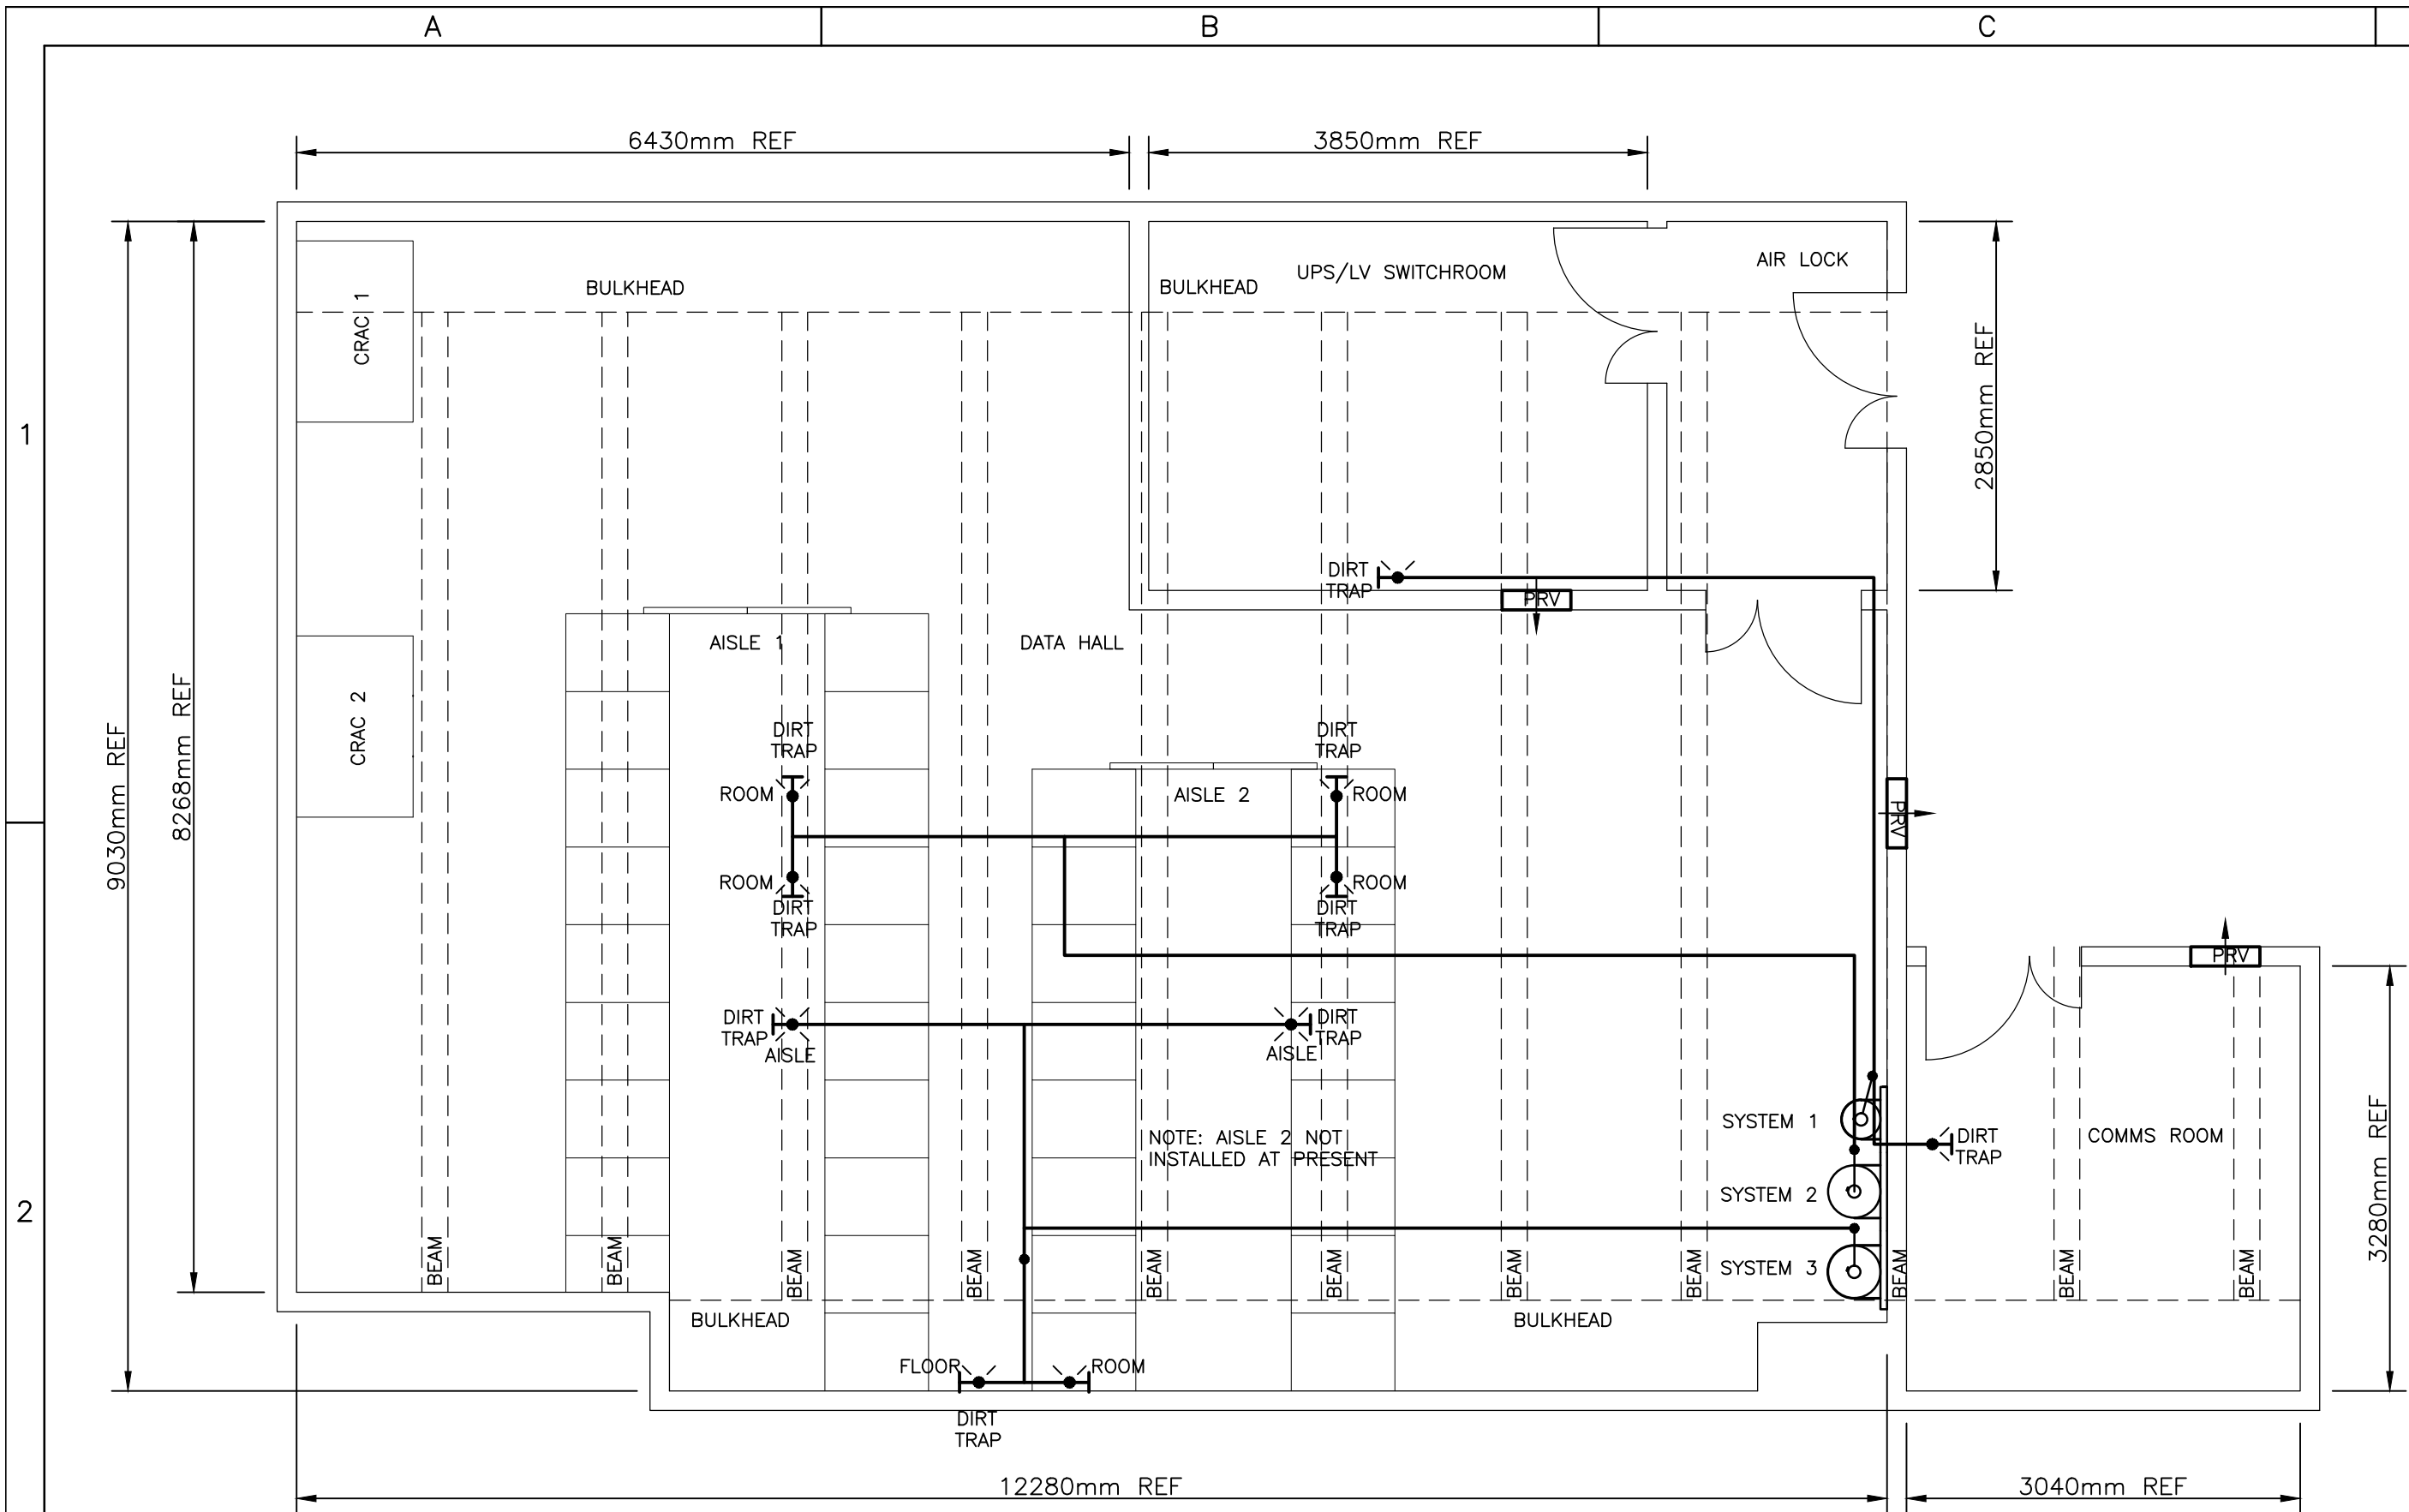 A
B
C
6430mm REF
3850mm REF
1
2
9030mm REF
8268mm REF
2850mm REF
CRAC 1
BULKHEAD
BULKHEAD
UPS/LV SWITCHROOM
AIR LOCK
DIRT
TRAP
PRV
AISLE 1
DATA HALL
CRAC 2
DIRT
TRAP
DIRT
TRAP
ROOM
AISLE 2
ROOM
PRV
ROOM
ROOM
DIRT
TRAP
DIRT
TRAP
PRV
DIRT
TRAP
AISLE
DIRT
TRAP
AISLE
NOTE: AISLE 2 NOT
INSTALLED AT PRESENT
SYSTEM 1
DIRT
TRAP
COMMS ROOM
3280mm REF
SYSTEM 2
SYSTEM 3
BEAM
BEAM
BEAM
BEAM
BEAM
BEAM
BEAM
BEAM
BEAM
BEAM
BEAM
BULKHEAD
BULKHEAD
FLOOR
ROOM
DIRT
TRAP
12280mm REF
3040mm REF